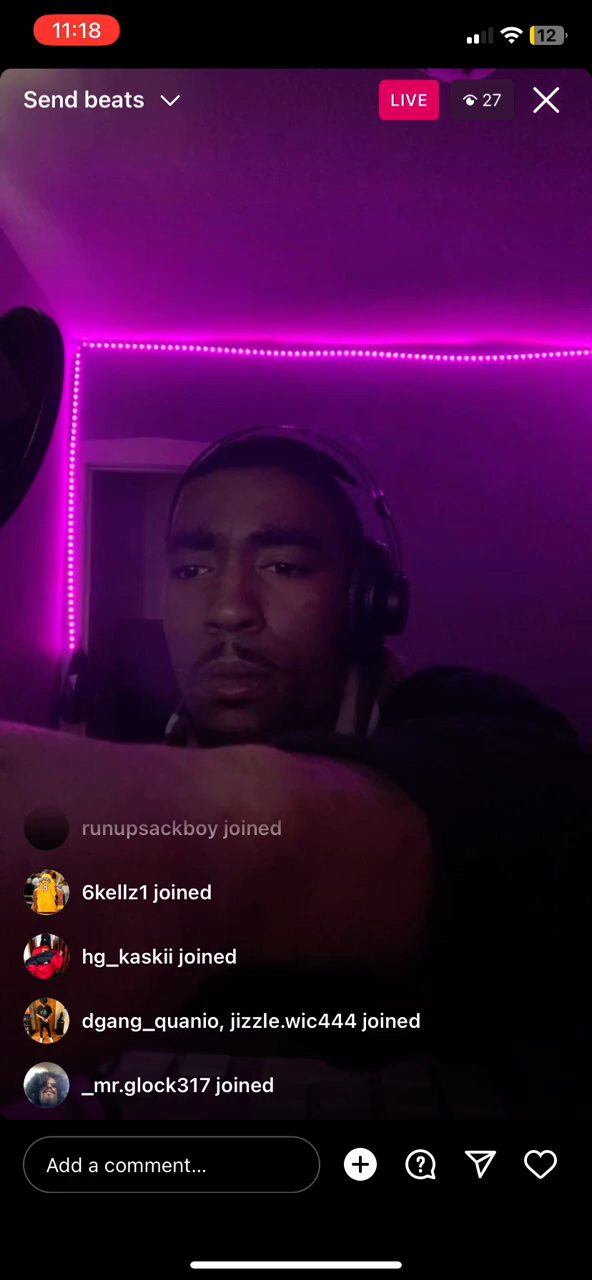 11:18
12
Send beats
LIVE
27
runupsackboy joined
6kellz1 joined
hg_kaskii joined
dgang_quanio, jizzle.wic444 joined
_mr.glock317 joined
Add a comment...